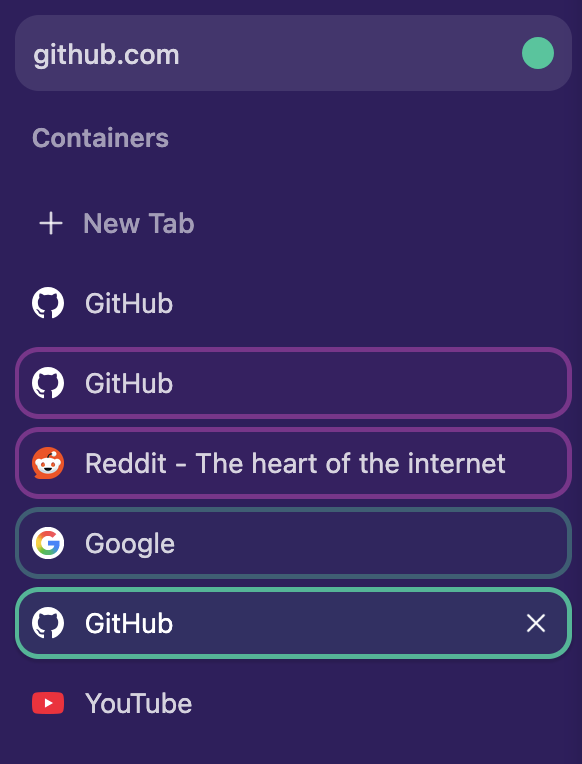 github.com
Containers
New Tab
GitHub
GitHub
Reddit - The heart of the internet
Google
GitHub
YouTube